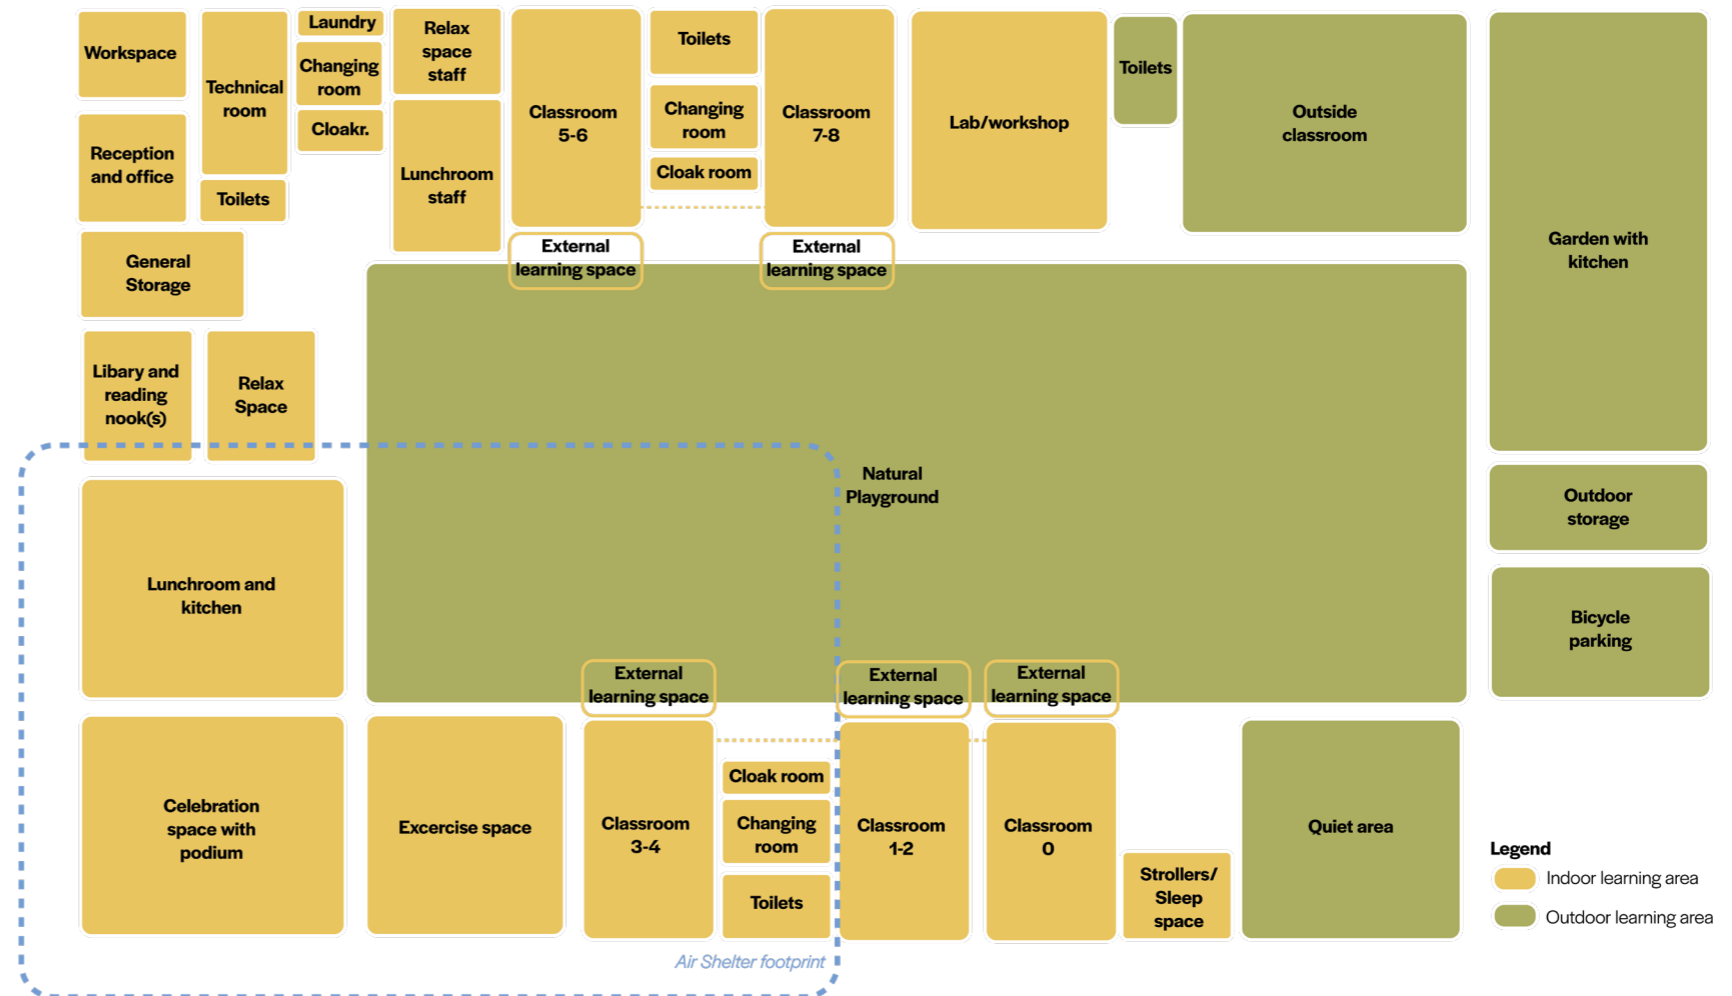 Workspace
Reception
and office
Technical
room
Toilets
Laundry
Changing
room
Cloakr.
Relax
space
staff
Lunchroom
staff
Classroom
5-6
Toilets
Changing
room
Cloak room
Classroom
7-8
Lab/workshop
Toilets
Outside
classroom
Garden with
kitchen
General
Storage
External
learning space
External
learning space
Libary and
reading
nook(s)
Relax
Space
Natural
Playground
Outdoor
storage
Lunchroom and
kitchen
Bicycle
parking
External
learning space
External
learning space
External
learning space
Celebration
space with
podium
Excercise space
Classroom
3-4
Cloak room
Changing
room
Toilets
Classroom
1-2
Classroom
0
Strollers/
Sleep
space
Quiet area
Air Shelter footprint
Legend
Indoor learning area
Outdoor learning area